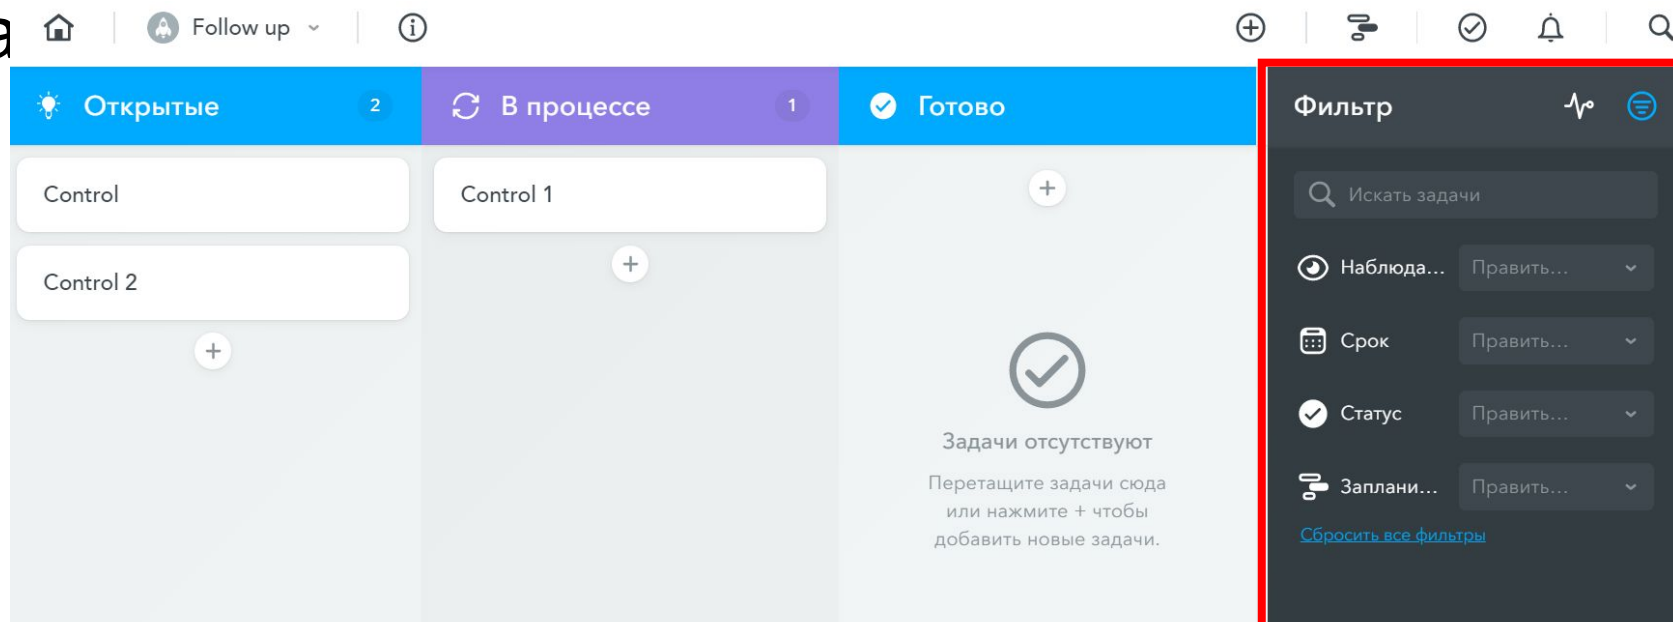 а
Follow up
Открытые 2
В процессе 1
Готово
Фильтр
Control
Control 1
Искать задачи
Control 2
Наблюда... Править...
Срок Править...
Статус Править...
Заплани... Править...
Сбросить все фильтры
Задачи отсутствуют
Перетащите задачи сюда
или нажмите + чтобы
добавить новые задачи.